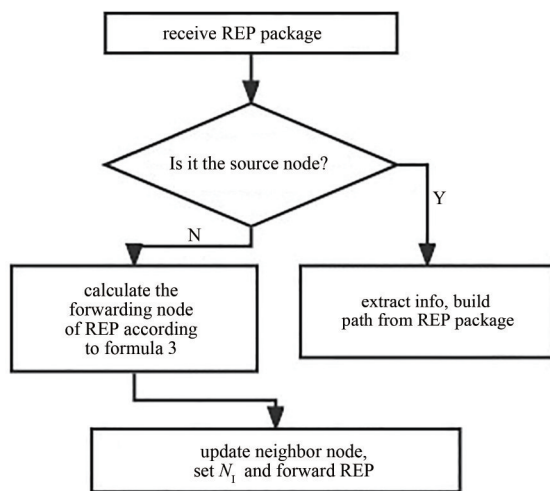 receive REP package
Is it the source node?
Y
N
calculate the
forwarding node
of REP according
to formula 3
extract info, build
path from REP package
update neighbor node,
set N_I and forward REP